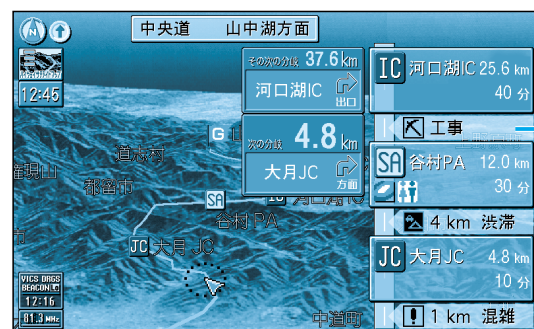 中央道 山中湖方面
12:45
その次の分岐 37.6 km
河口湖IC
出口
次の分岐 4.8 km
大月JC
方面
IC 河口湖IC 25.6 km
40 分
工事
SA 谷村PA 12.0 km
30 分
4 km 渋滞
JC 大月JC 4.8 km
10 分
1 km 混雑
G
道志村
都留市
SA
谷村PA
JC 大月JC
中道町
VICS DRGS
BEACON
12:16
81.3 MHz